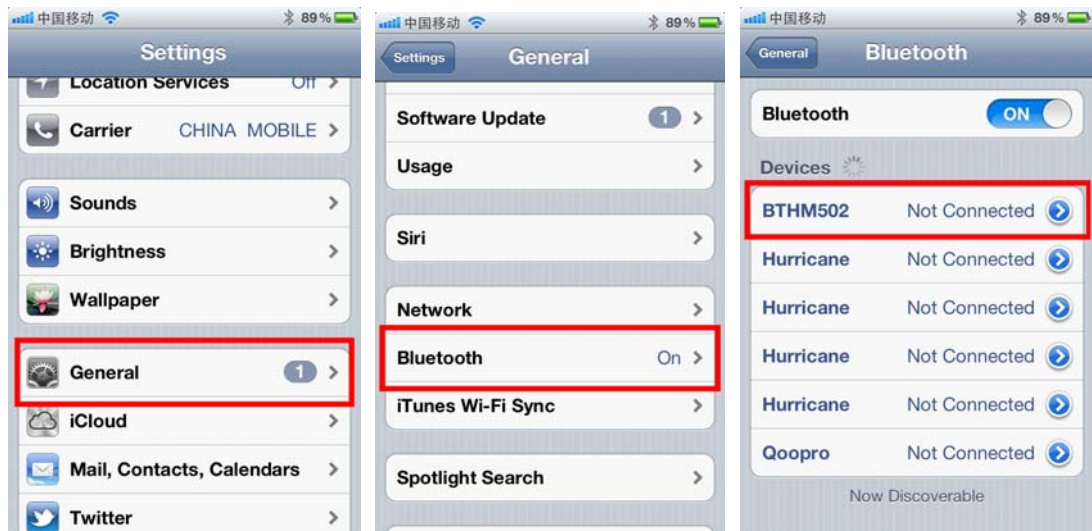 中国移动 89%
Settings
Location Services Off
Carrier CHINA MOBILE
Sounds
Brightness
Wallpaper
General 1
iCloud
Mail, Contacts, Calendars
Twitter
中国移动 89%
Settings General
Software Update 1
Usage
Siri
Network
Bluetooth On
iTunes Wi-Fi Sync
Spotlight Search
中国移动 89%
General Bluetooth
Bluetooth ON
Devices
BTHM502 Not Connected
Hurricane Not Connected
Hurricane Not Connected
Hurricane Not Connected
Hurricane Not Connected
Qoopro Not Connected
Now Discoverable